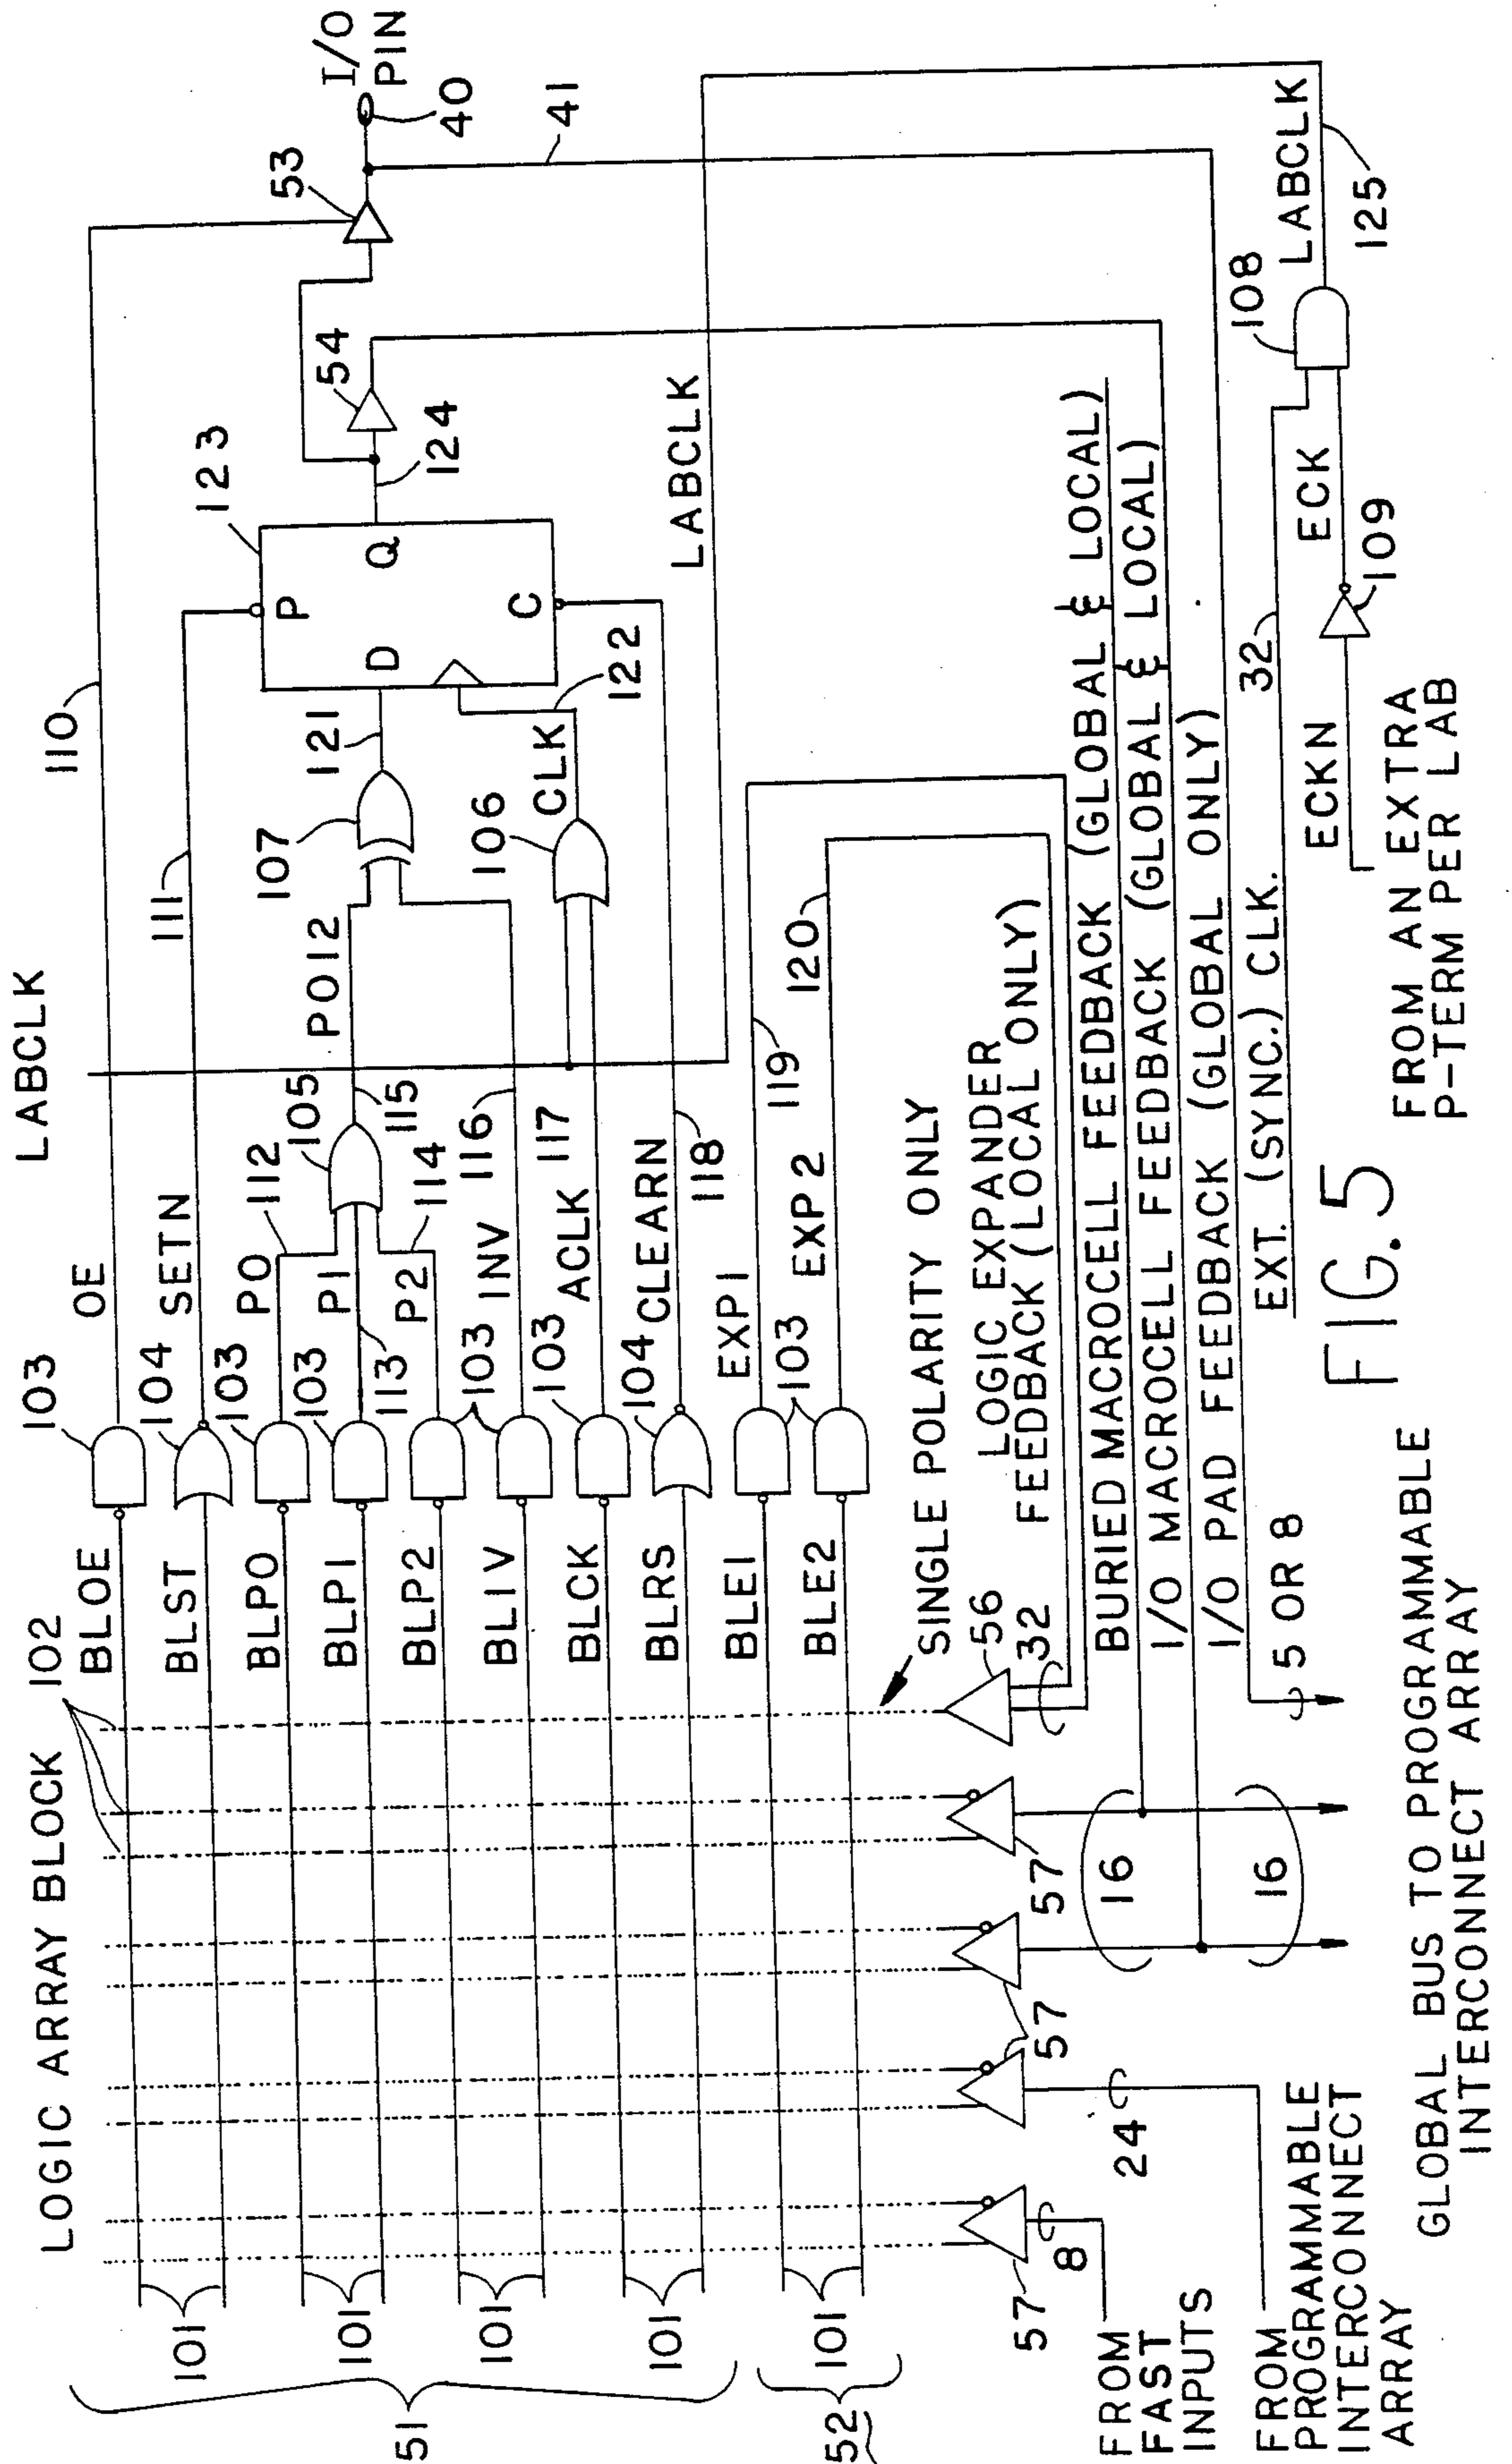 LOGIC ARRAY BLOCK
102
LABCLK
BLOE
103
OE
110
BLST
104
SETN
111
BLP0
103
P0
112
BLP1
103
P1
113
BLP2
P2
114
103
BLIV
INV
116
BLCK
103
ACLK
117
BLRS
104
CLEARN
118
BLE1
EXP1
119
103
BLE2
EXP2
120
105
115
P012
107
121
106
CLK
122
123
P
D
Q
C
124
54
53
I/O
PIN
40
41
LABCLK
101
101
101
101
101
51
52
SINGLE POLARITY ONLY
56
32
LOGIC EXPANDER
FEEDBACK (LOCAL ONLY)
BURIED MACROCELL FEEDBACK (GLOBAL & LOCAL)
I/O MACROCELL FEEDBACK (GLOBAL & LOCAL)
I/O PAD FEEDBACK (GLOBAL ONLY)
EXT. (SYNC.) CLK.
32
5 OR 8
108
LABCLK
125
ECK
109
ECKN
FROM AN EXTRA
P-TERM PER LAB
57
57
57
16
16
24
8
FROM
FAST
INPUTS
FROM
PROGRAMMABLE
INTERCONNECT
ARRAY
GLOBAL BUS TO PROGRAMMABLE
INTERCONNECT ARRAY
FIG. 5